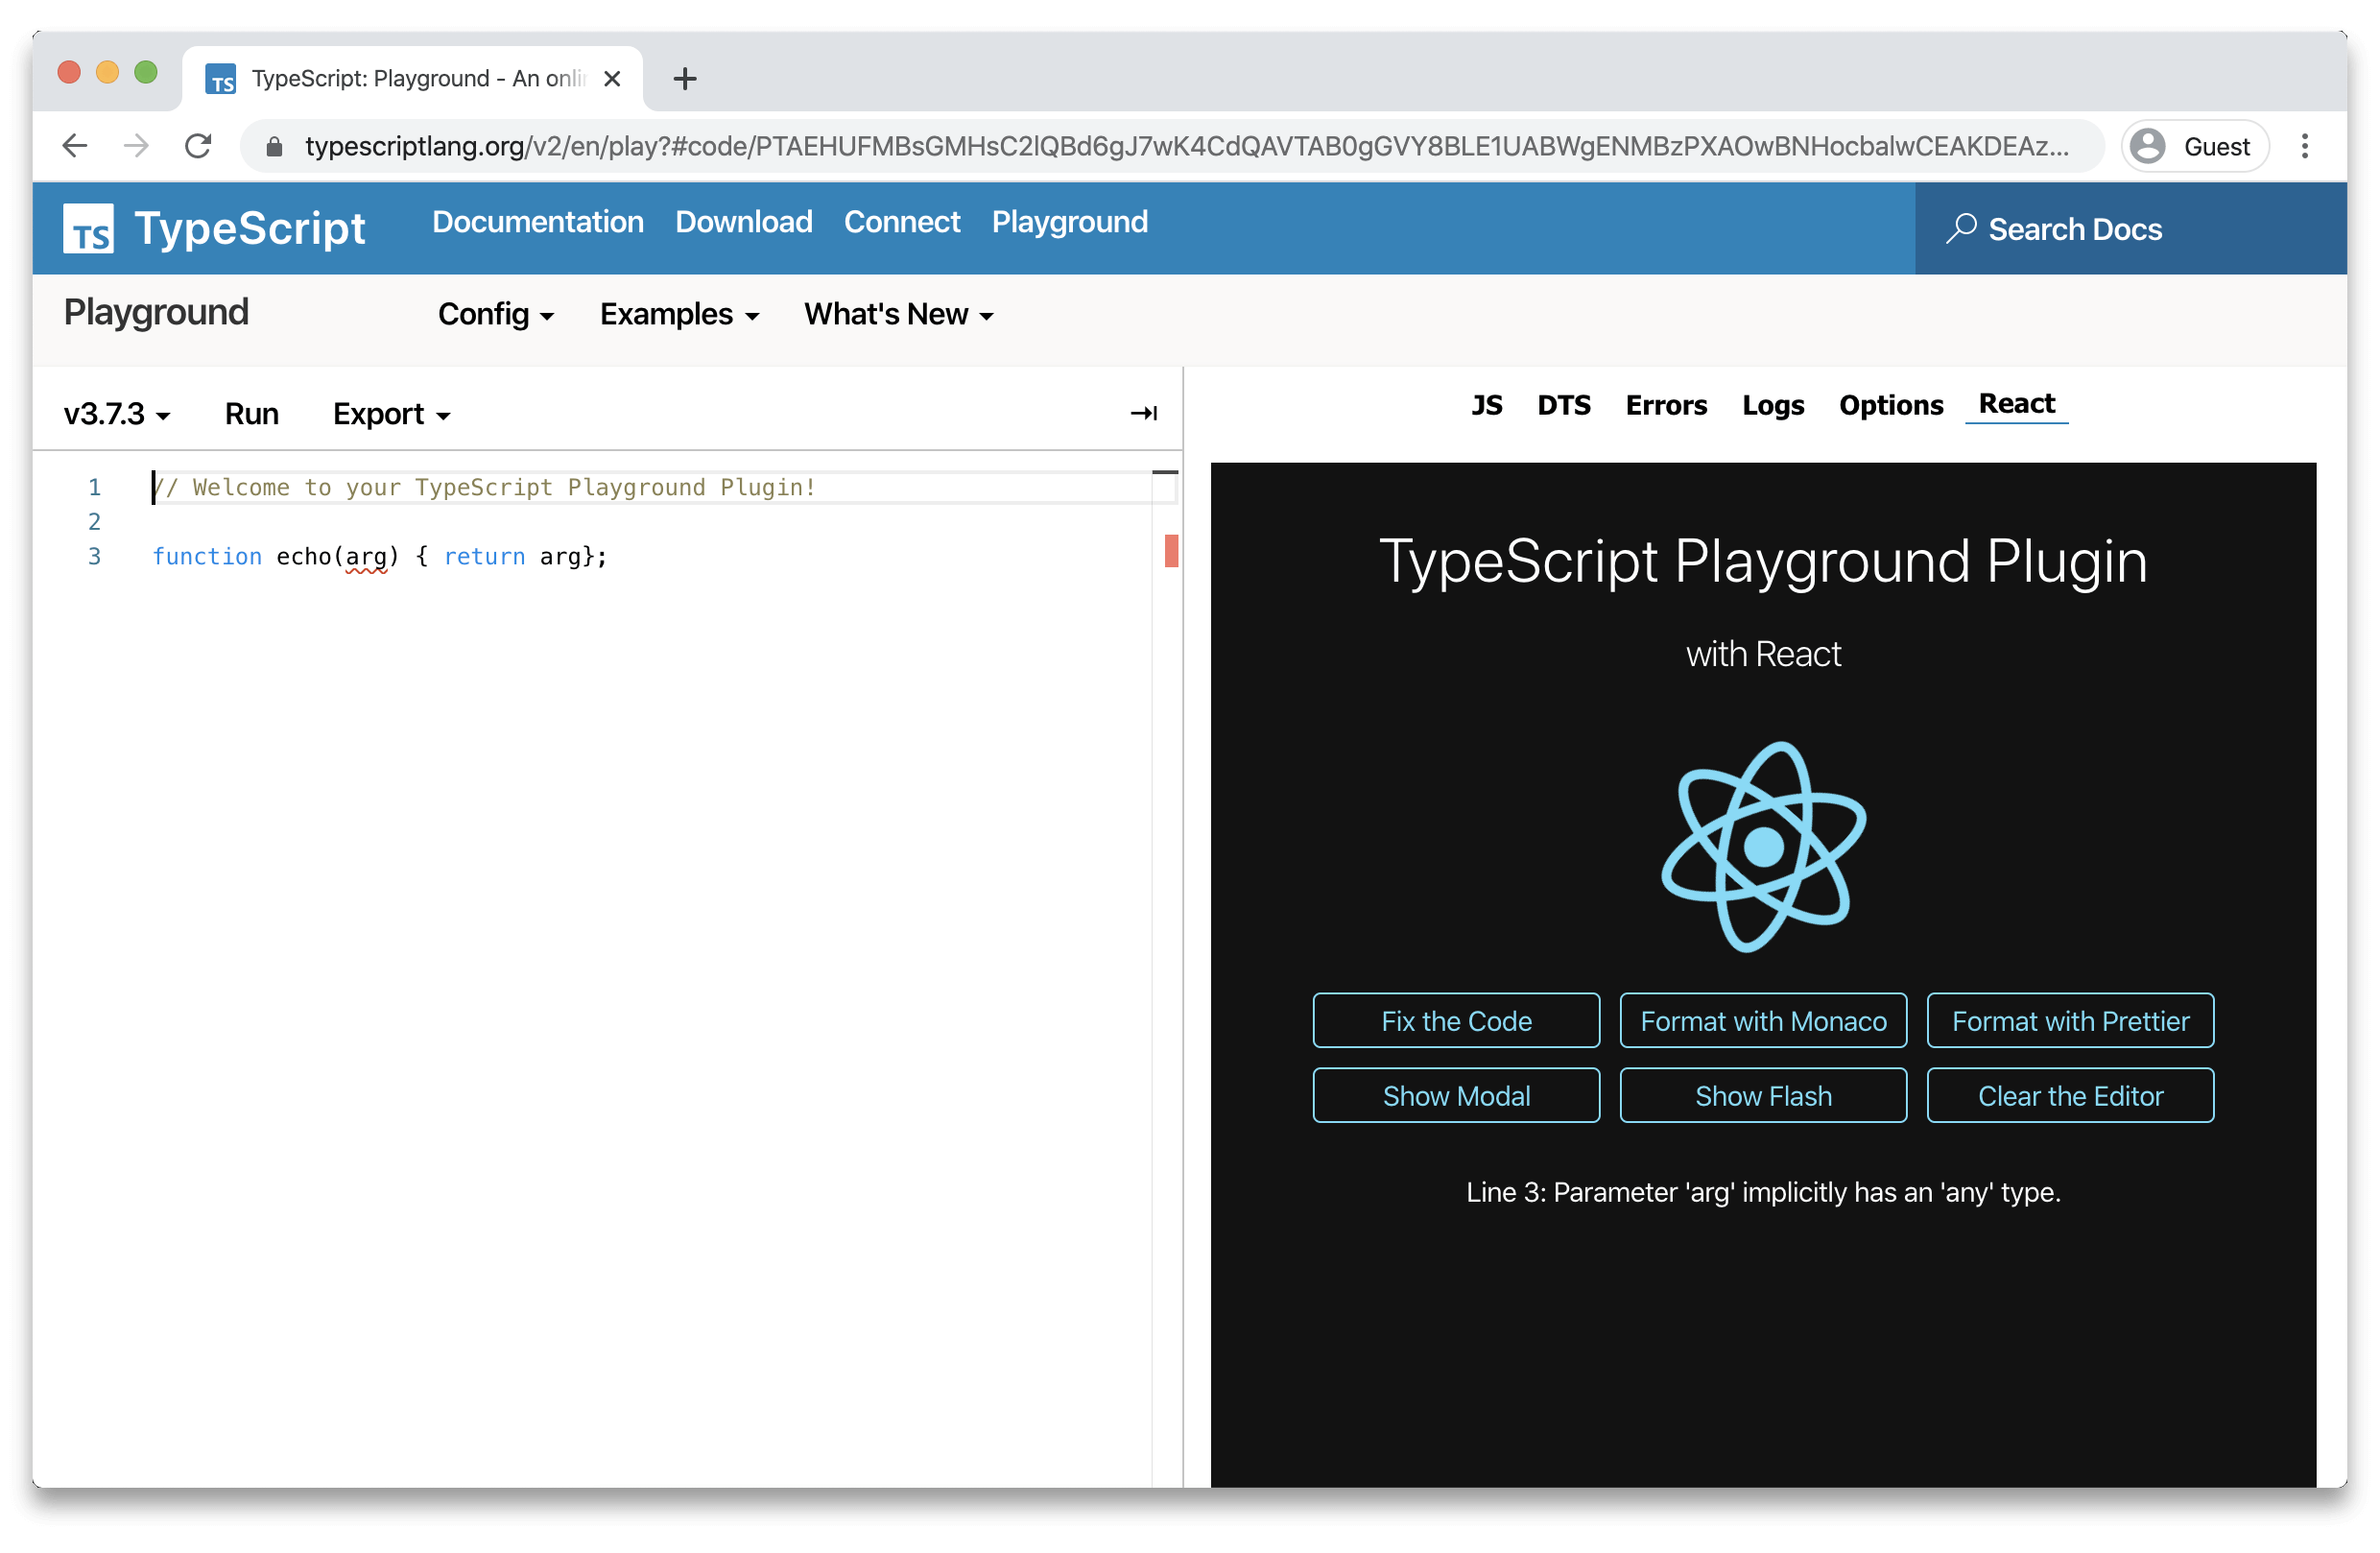 TS TypeScript: Playground - An onlin
typescriptlang.org/v2/en/play?#code/PTAEHUFMBsGMHsC2lQBd6gJ7wK4CdQAVTAB0gGVY8BLE1UABWgENMBzPXAOwBNHocbalwCEAKDEAz...
Guest
TS TypeScript Documentation Download Connect Playground Search Docs
Playground Config Examples What's New
v3.7.3 Run Export
JS DTS Errors Logs Options React
1 // Welcome to your TypeScript Playground Plugin!
2
3 function echo(arg) { return arg};
TypeScript Playground Plugin
with React
Fix the Code Format with Monaco Format with Prettier
Show Modal Show Flash Clear the Editor
Line 3: Parameter 'arg' implicitly has an 'any' type.